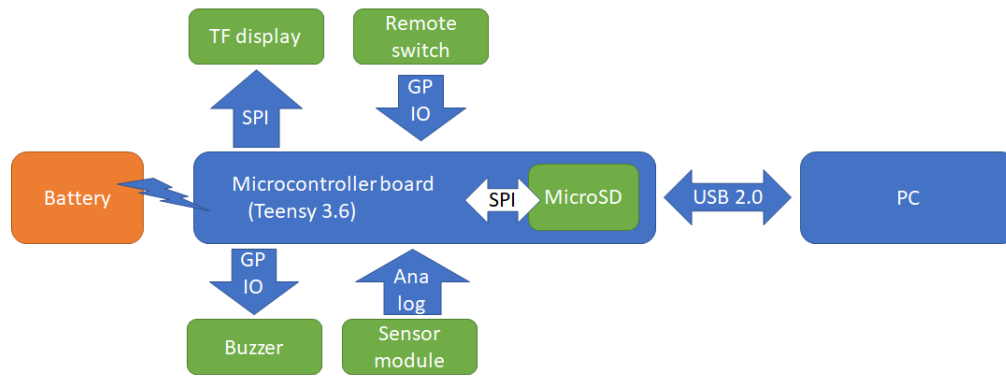 TF display
Remote
switch
SPI
GP
IO
Battery
Microcontroller board
(Teensy 3.6)
SPI
MicroSD
USB 2.0
PC
GP
IO
Ana
log
Buzzer
Sensor
module